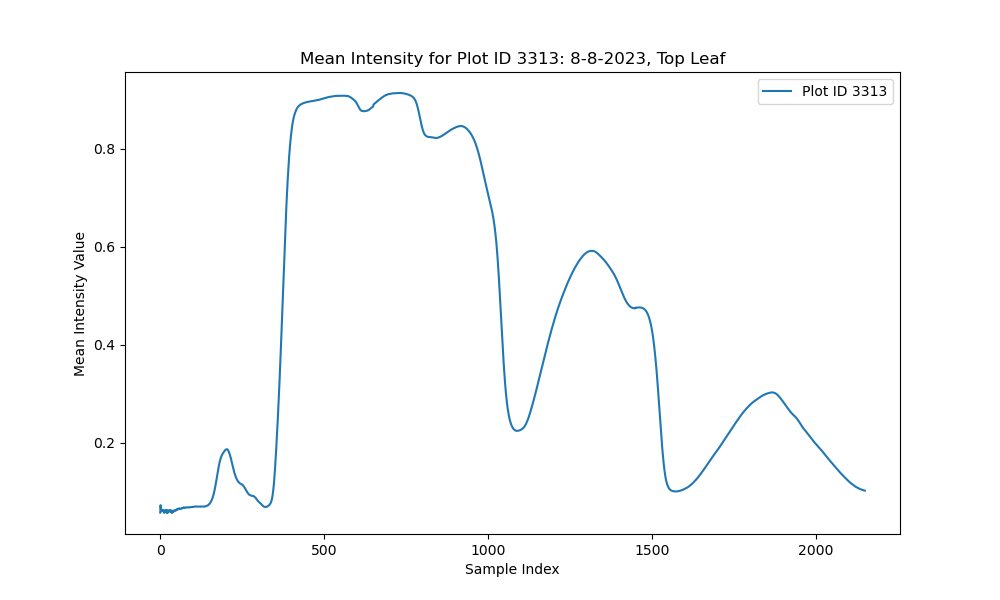 Mean Intensity for Plot ID 3313: 8-8-2023, Top Leaf
Plot ID 3313
0.8
0.6
0.4
0.2
Mean Intensity Value
0 500 1000 1500 2000
Sample Index